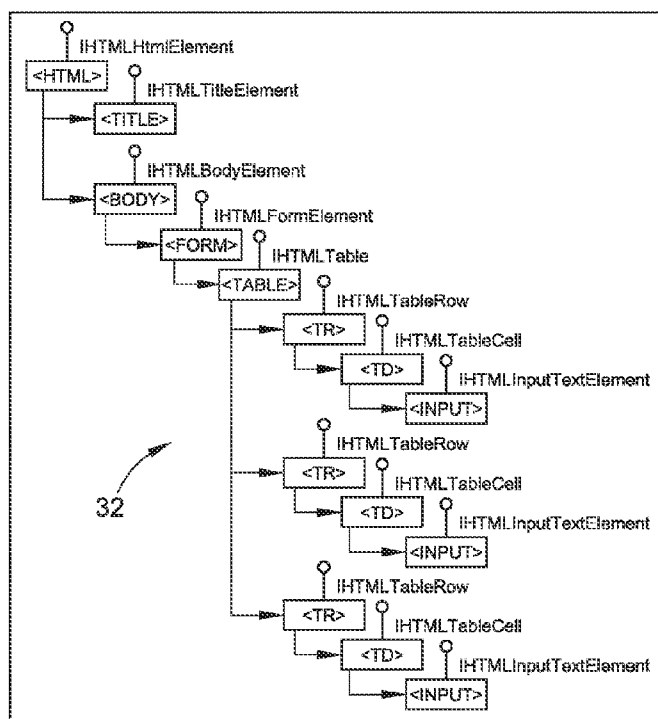 IHTMLHtmlElement
<HTML>
IHTMLTitleElement
<TITLE>
IHTMLBodyElement
<BODY>
IHTMLFormElement
<FORM>
IHTMLTable
<TABLE>
IHTMLTableRow
<TR>
IHTMLTableCell
<TD>
IHTMLInputTextElement
<INPUT>
IHTMLTableRow
<TR>
IHTMLTableCell
<TD>
IHTMLInputTextElement
<INPUT>
32
IHTMLTableRow
<TR>
IHTMLTableCell
<TD>
IHTMLInputTextElement
<INPUT>